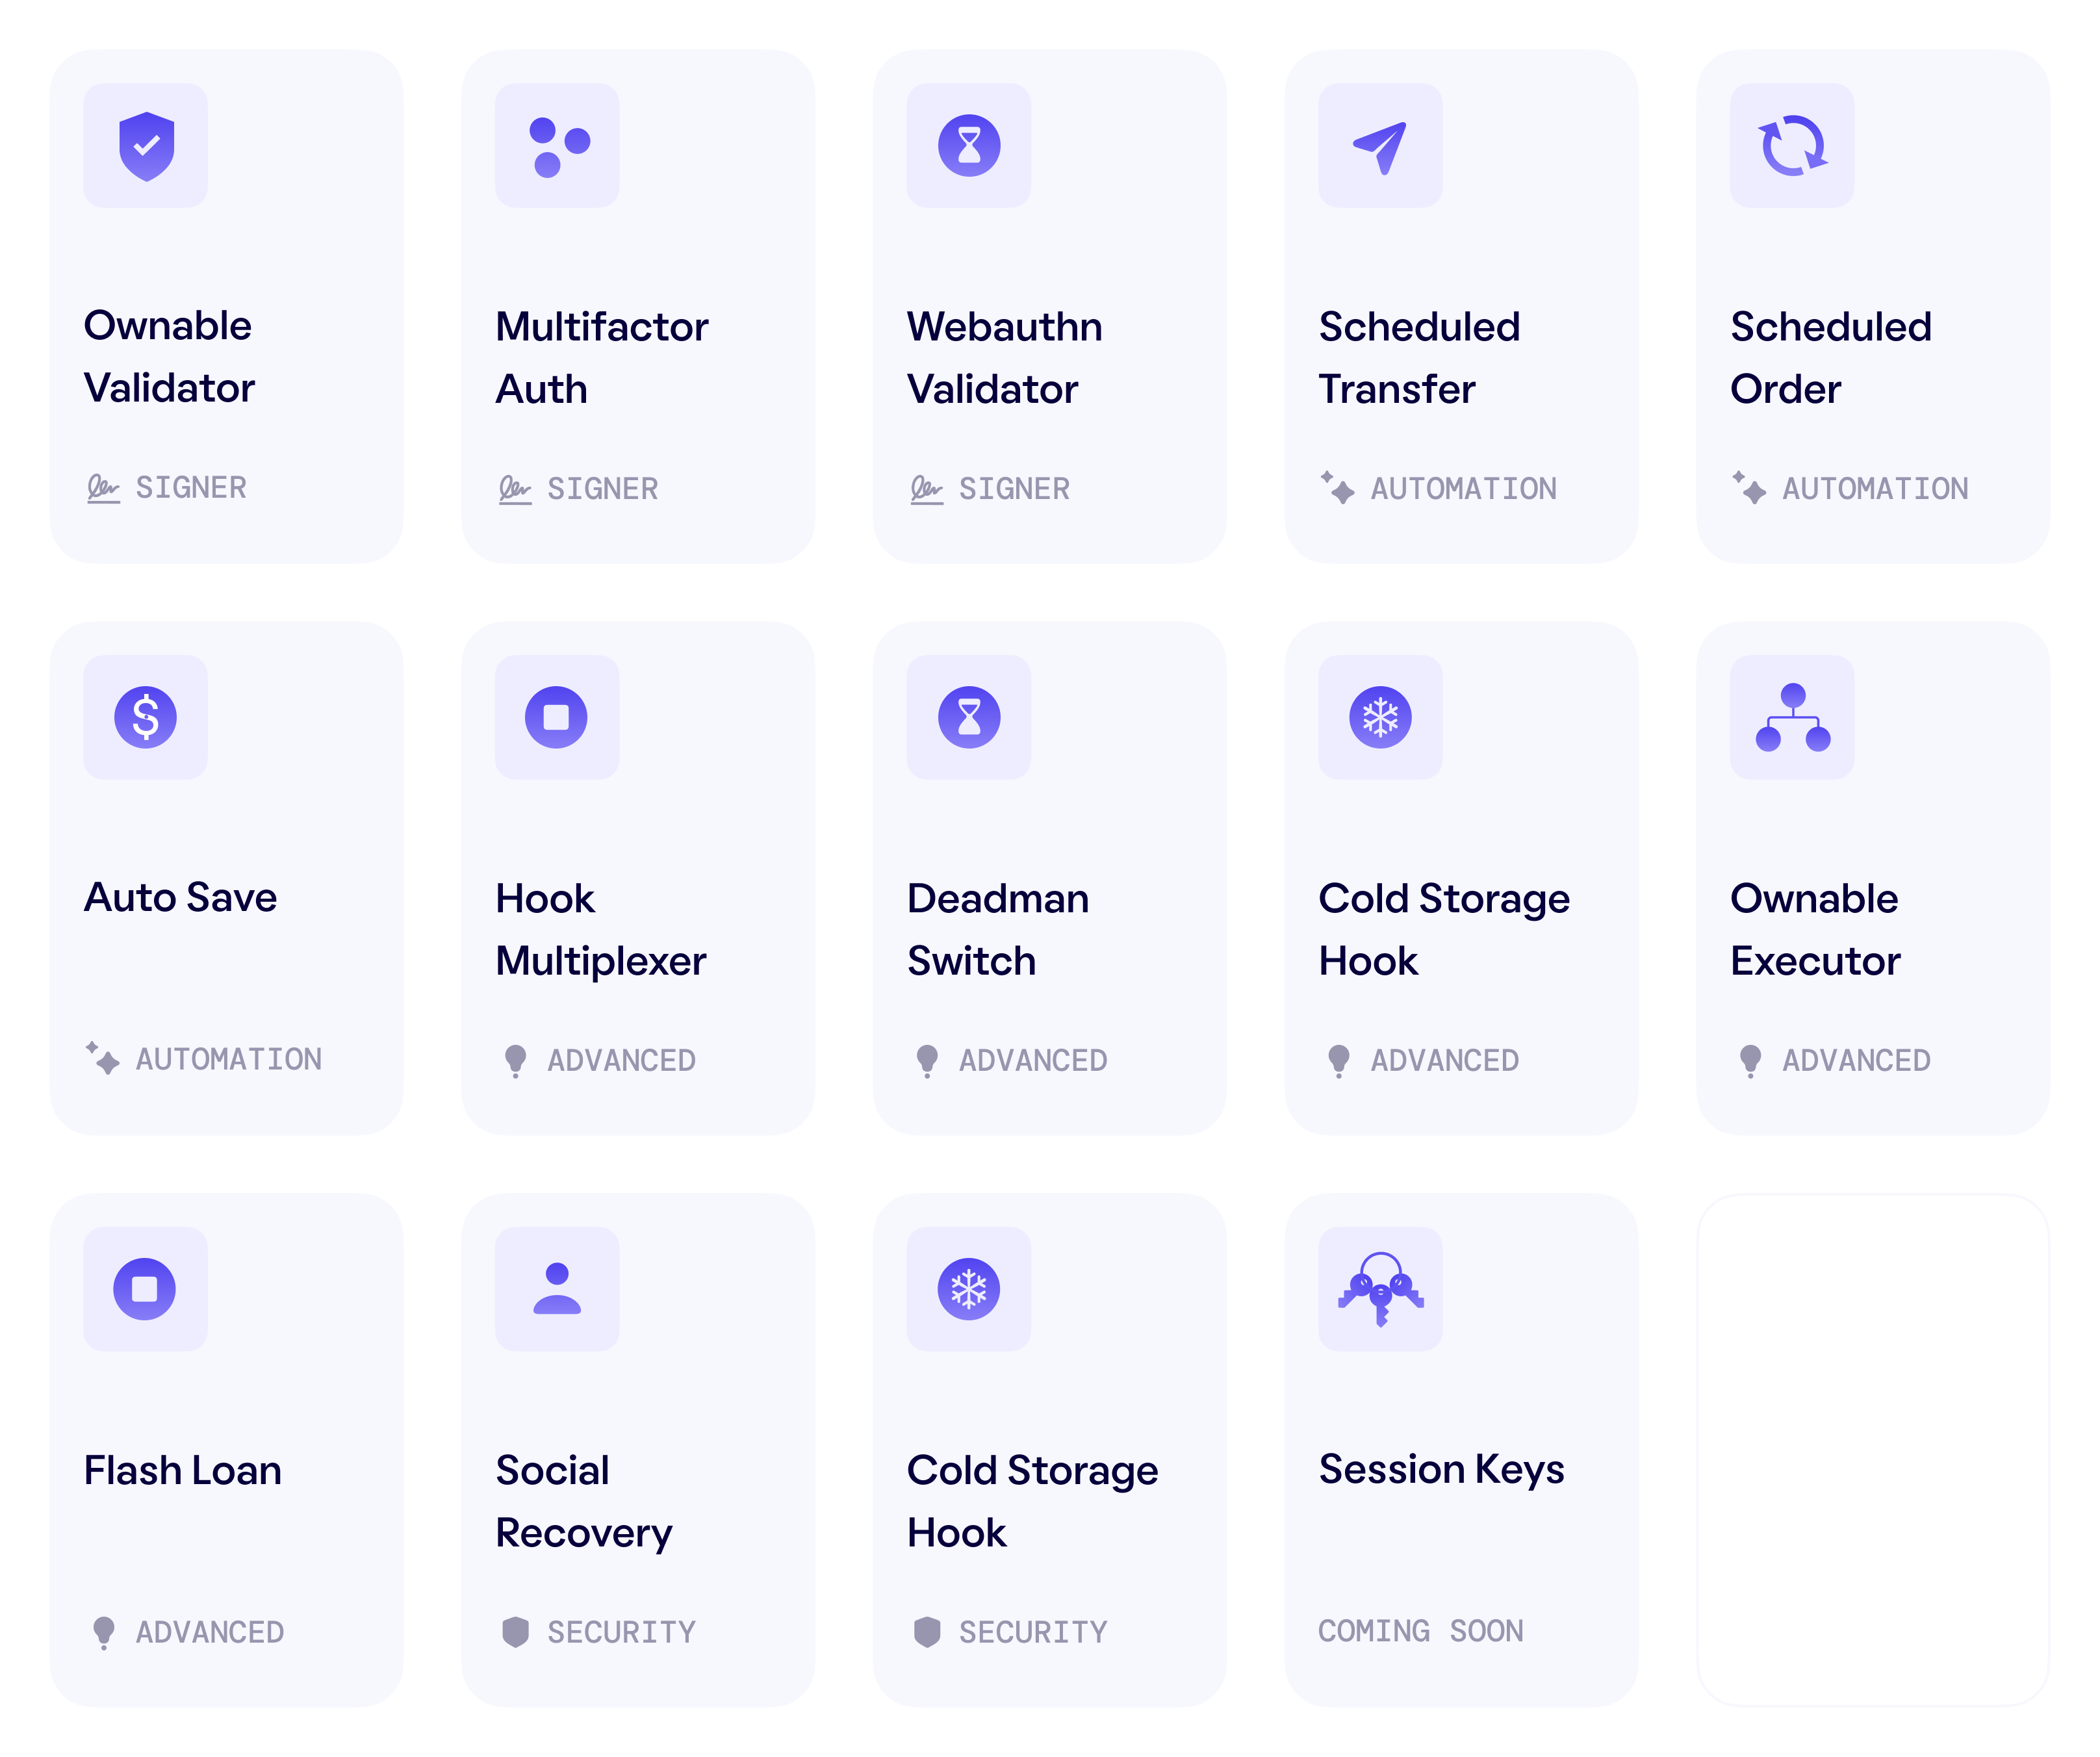 Ownable
Validator
SIGNER
Multifactor
Auth
SIGNER
Webauthn
Validator
SIGNER
Scheduled
Transfer
AUTOMATION
Scheduled
Order
AUTOMATION
Auto Save
AUTOMATION
Hook
Multiplexer
ADVANCED
Deadman
Switch
ADVANCED
Cold Storage
Hook
ADVANCED
Ownable
Executor
ADVANCED
Flash Loan
ADVANCED
Social
Recovery
SECURITY
Cold Storage
Hook
SECURITY
Session Keys
COMING SOON